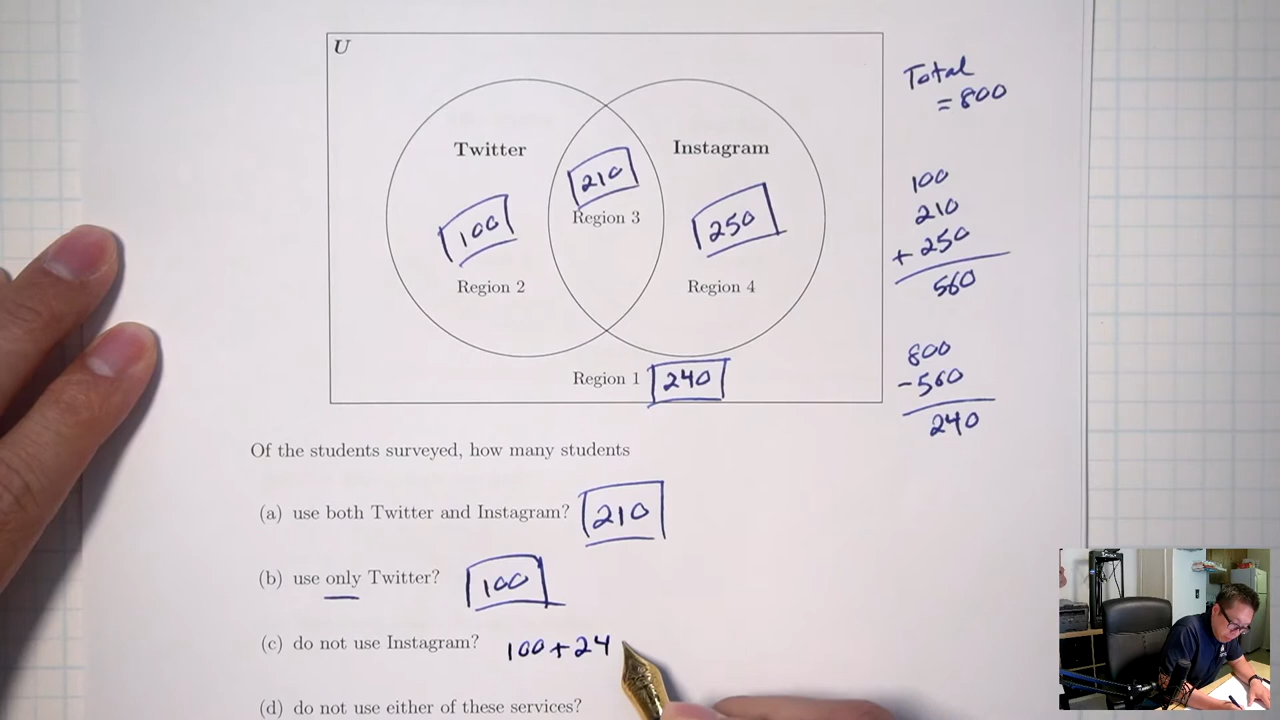 U
Total
= 800
Twitter
Instagram
210
100
250
Region 3
Region 2
Region 4
Region 1 240
100
210
+ 250
560
800
- 560
240
Of the students surveyed, how many students
(a) use both Twitter and Instagram? 210
(b) use only Twitter? 100
(c) do not use Instagram? 100 + 24
(d) do not use either of these services?